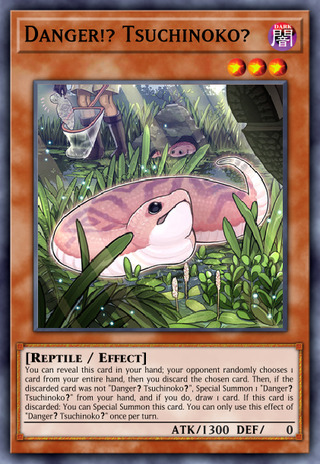 Danger!? Tsuchinoko?
DARK
闇
[Reptile / Effect]
You can reveal this card in your hand; your opponent randomly chooses 1
card from your entire hand, then you discard the chosen card. Then, if the
discarded card was not "Danger? Tsuchinoko?", Special Summon 1 "Danger?
Tsuchinoko?" from your hand, and if you do, draw 1 card. If this card is
discarded: You can Special Summon this card. You can only use this effect of
"Danger? Tsuchinoko?" once per turn.
ATK/1300 DEF/ 0